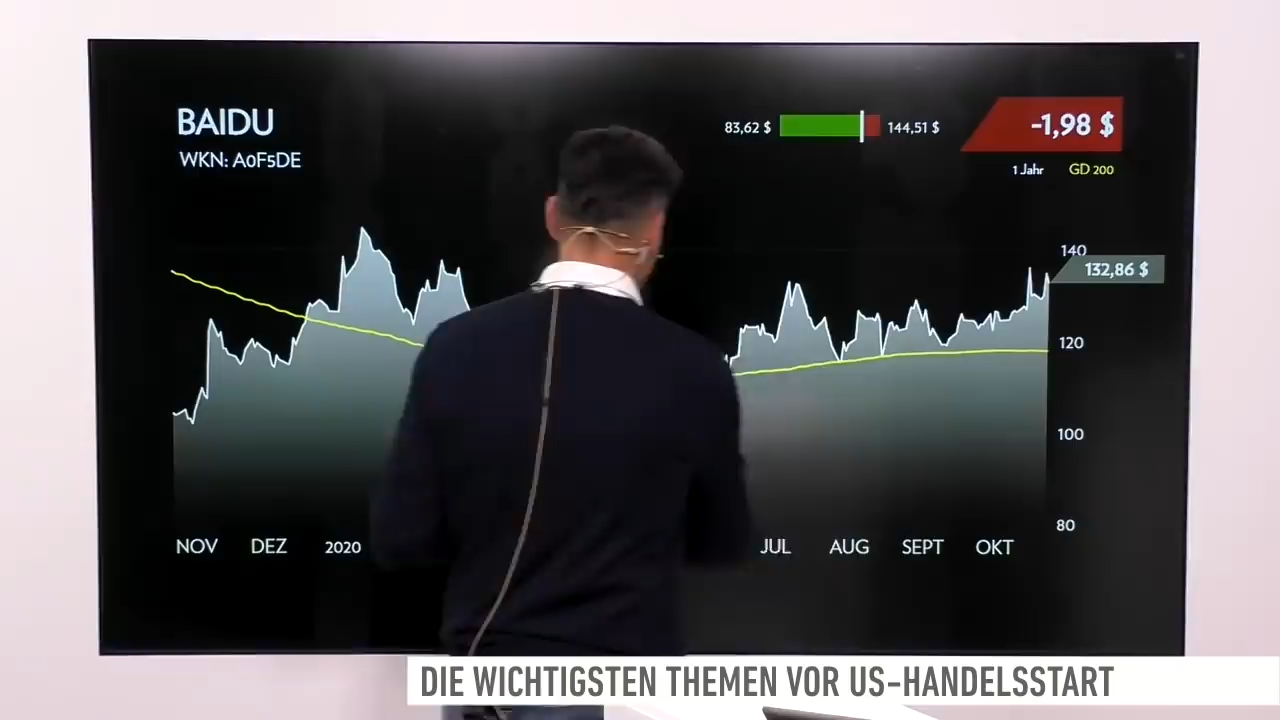 BAIDU
WKN: A0F5DE
83,62 $
144,51 $
-1,98 $
1 Jahr
GD 200
140
132,86 $
120
100
80
NOV DEZ 2020 JUL AUG SEPT OKT
DIE WICHTIGSTEN THEMEN VOR US-HANDELSSTART